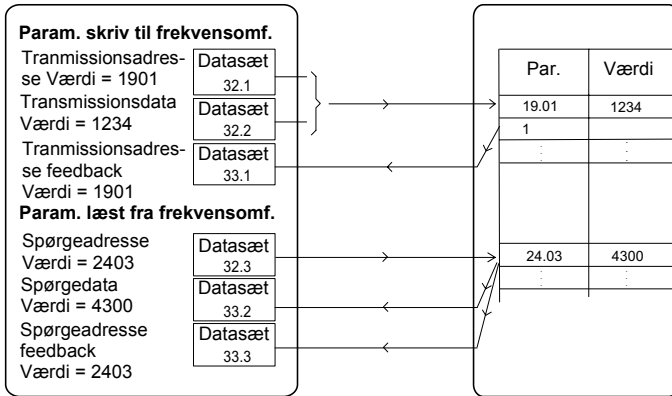 Param. skriv til frekvensomf.
Tranmissionsadres-
se Værdi = 1901
Datasæt
32.1
Transmissionsdata
Værdi = 1234
Datasæt
32.2
Tranmissionsadres-
se feedback
Værdi = 1901
Datasæt
33.1
Param. læst fra frekvensomf.
Spørgeadresse
Værdi = 2403
Datasæt
32.3
Spørgedata
Værdi = 4300
Datasæt
33.2
Spørgeadresse
feedback
Værdi = 2403
Datasæt
33.3
Par. Værdi
19.01 1234
1
24.03 4300